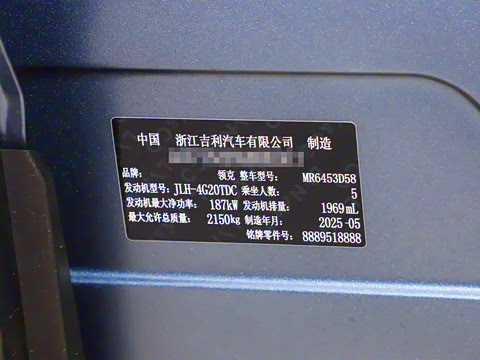 中国 浙江吉利汽车有限公司 制造
品牌: 领克 整车型号: MR6453D58
发动机型号: JLH-4G20TDC 乘坐人数: 5
发动机最大净功率: 187kW 发动机排量: 1969mL
最大允许总质量: 2150kg 制造年月: 2025-05
铭牌零件号: 8889518888